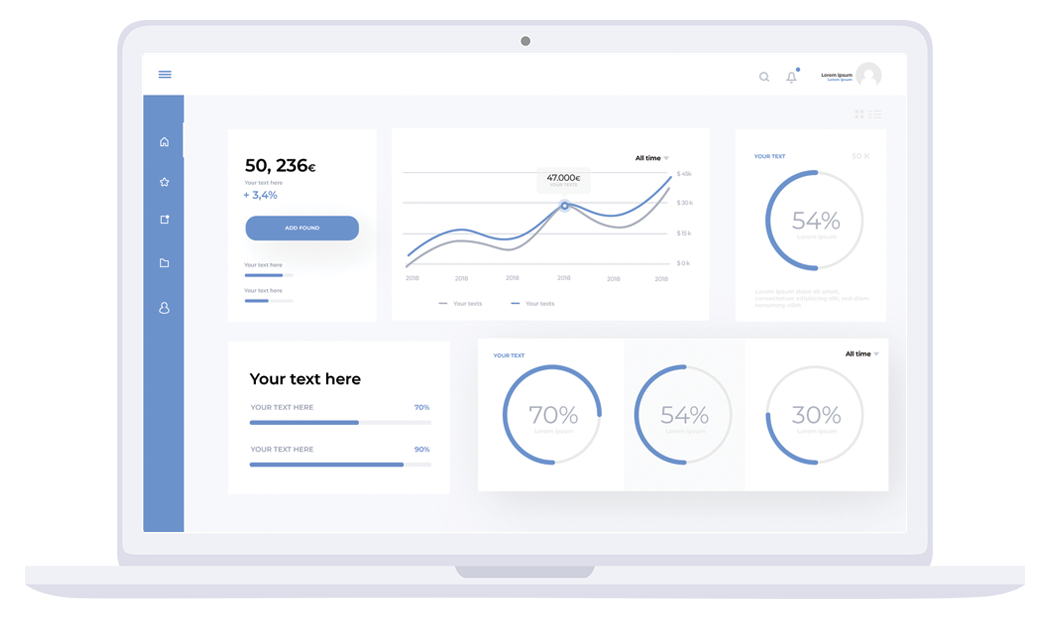 Lorem Ipsum
Lorem Ipsum
50, 236€
Your text here
+ 3,4%
ADD FOUND
Your text here
Your text here
All time
47.000€
YOUR TEXTS
$ 45k
$ 30 k
$ 15 k
$ 0 k
2018 2018 2018 2018 2018 2018
Your texts Your texts
YOUR TEXT 50 K
54%
Lorem ipsum
Lorem ipsum dolor sit amet,
consectetuer adipiscing elit, sed diam
nonummy nibh
Your text here
YOUR TEXT HERE 70%
YOUR TEXT HERE 90%
YOUR TEXT All time
70%
Lorem ipsum
54%
Lorem ipsum
30%
Lorem ipsum